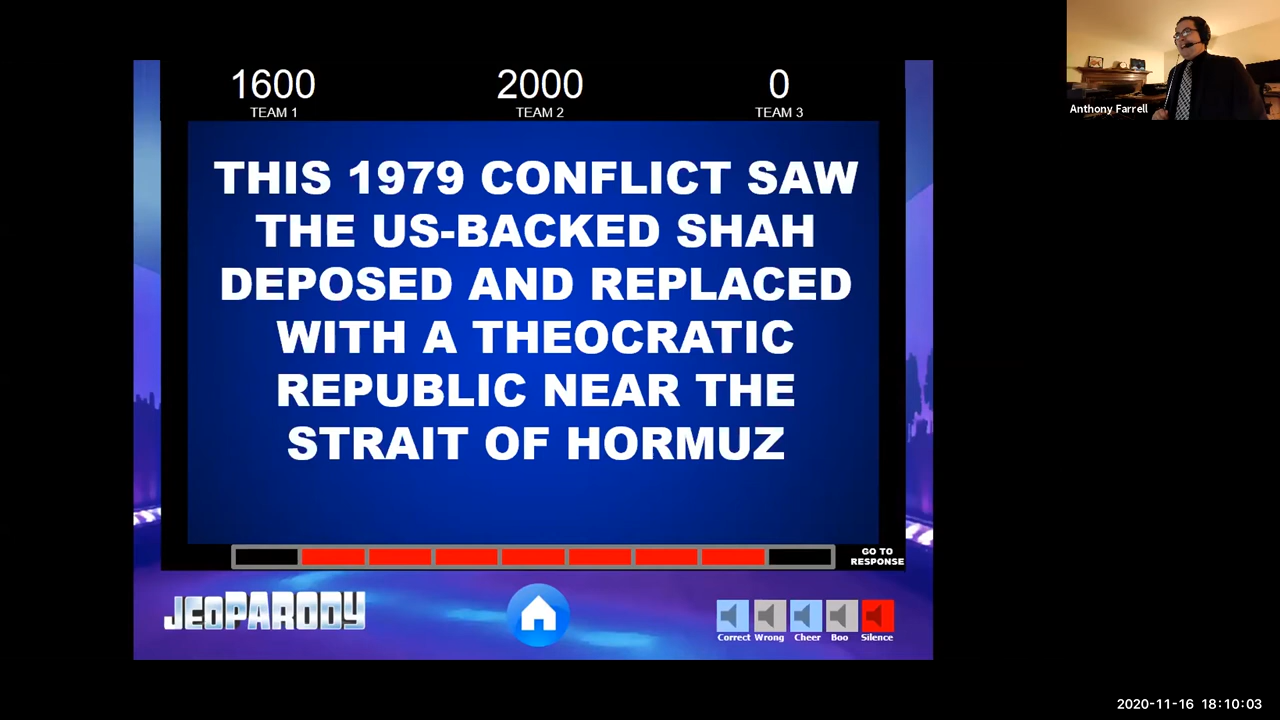 1600
TEAM 1
2000
TEAM 2
0
TEAM 3
Anthony Farrell
THIS 1979 CONFLICT SAW
THE US-BACKED SHAH
DEPOSED AND REPLACED
WITH A THEOCRATIC
REPUBLIC NEAR THE
STRAIT OF HORMUZ
GO TO
RESPONSE
JEOPARODY
Correct
Wrong
Cheer
Boo
Silence
2020-11-16 18:10:03